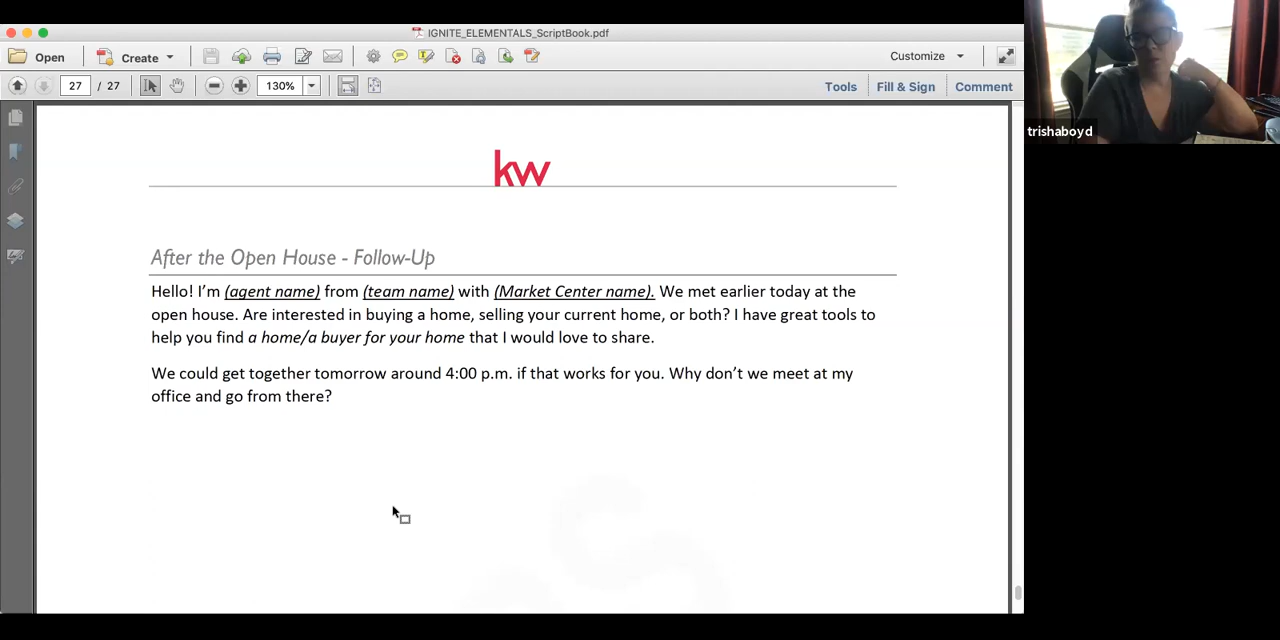 IGNITE_ELEMENTALS_ScriptBook.pdf
Open
Create
Customize
27 / 27
130%
Tools
Fill & Sign
Comment
trishaboyd
kw
After the Open House - Follow-Up
Hello! I’m (agent name) from (team name) with (Market Center name). We met earlier today at the
open house. Are interested in buying a home, selling your current home, or both? I have great tools to
help you find a home/a buyer for your home that I would love to share.
We could get together tomorrow around 4:00 p.m. if that works for you. Why don’t we meet at my
office and go from there?